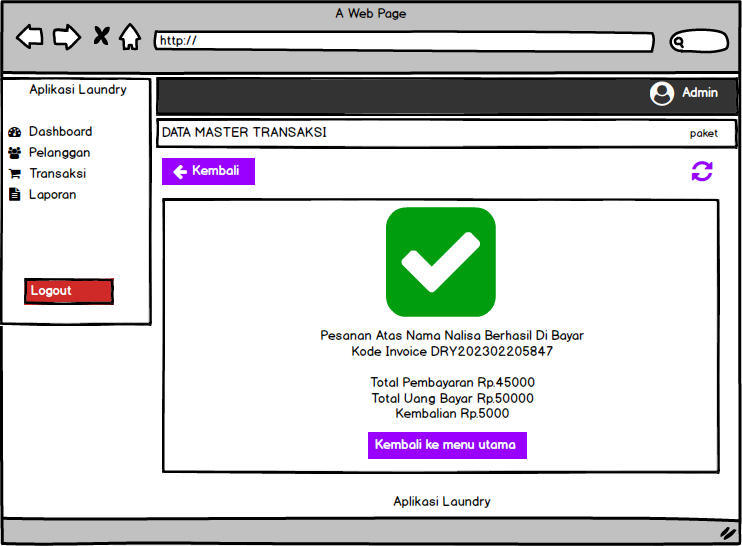 A Web Page
http://
Aplikasi Laundry
Admin
Dashboard
Pelanggan
Transaksi
Laporan
Logout
DATA MASTER TRANSAKSI
paket
Kembali
Pesanan Atas Nama Nalisa Berhasil Di Bayar
Kode Invoice DRY202302205847
Total Pembayaran Rp.45000
Total Uang Bayar Rp.50000
Kembalian Rp.5000
Kembali ke menu utama
Aplikasi Laundry